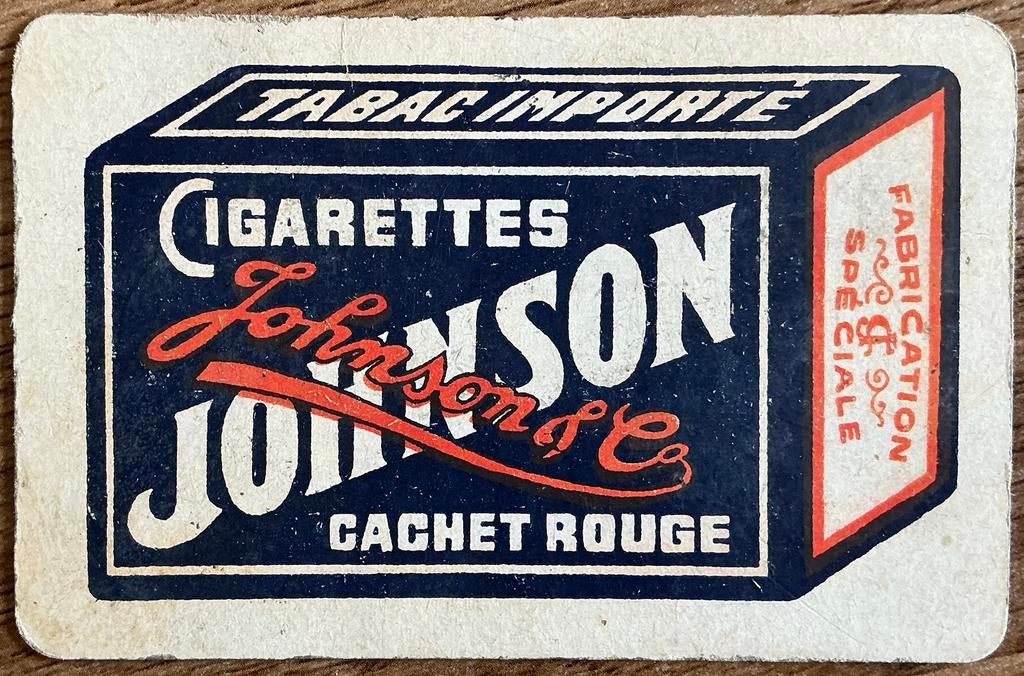 TABAC IMPORTÉ
CIGARETTES
JOHNSON
Johnson & Co
CACHET ROUGE
FABRICATION
SPÉCIALE